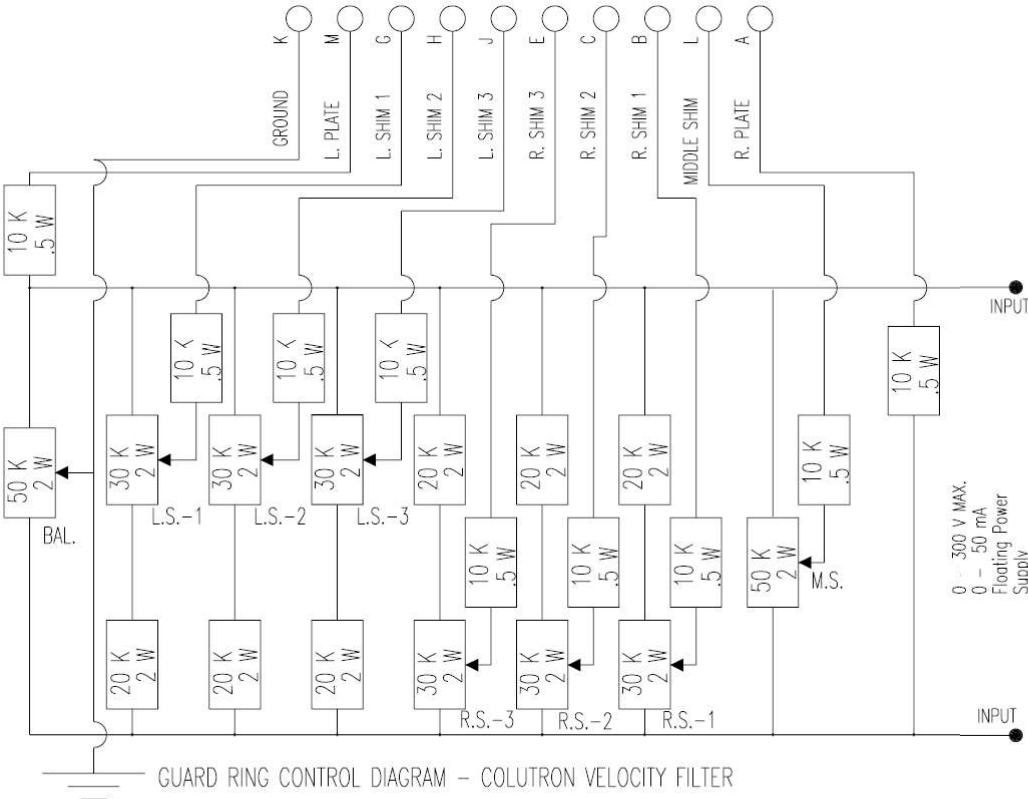 K
M
G
H
J
E
C
B
L
A
GROUND
L. PLATE
L. SHIM 1
L. SHIM 2
L. SHIM 3
R. SHIM 3
R. SHIM 2
R. SHIM 1
MIDDLE SHIM
R. PLATE
10 K
.5 W
INPUT
10 K
.5 W
10 K
.5 W
10 K
.5 W
10 K
.5 W
50 K
2 W
BAL.
30 K
2 W
L.S.-1
30 K
2 W
L.S.-2
30 K
2 W
L.S.-3
20 K
2 W
20 K
2 W
20 K
2 W
10 K
.5 W
10 K
.5 W
10 K
.5 W
10 K
.5 W
50 K
2 W
M.S.
0 - 300 V MAX.
0 - 50 mA
Floating Power
Supply
20 K
2 W
20 K
2 W
20 K
2 W
30 K
2 W
R.S.-3
30 K
2 W
R.S.-2
30 K
2 W
R.S.-1
INPUT
GUARD RING CONTROL DIAGRAM - COLUTRON VELOCITY FILTER